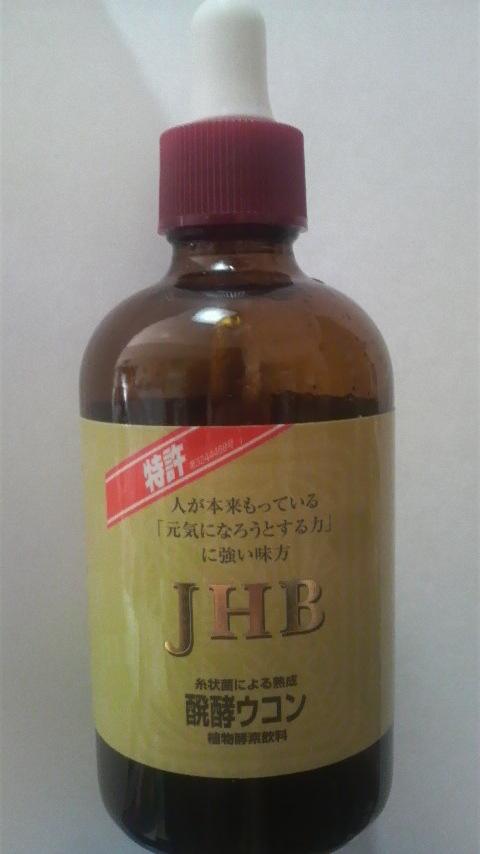 特許
人が本来もっている
「元気になろうとする力」
に強い味方
JHB
糸状菌による熟成
醗酵ウコン
植物酵素飲料